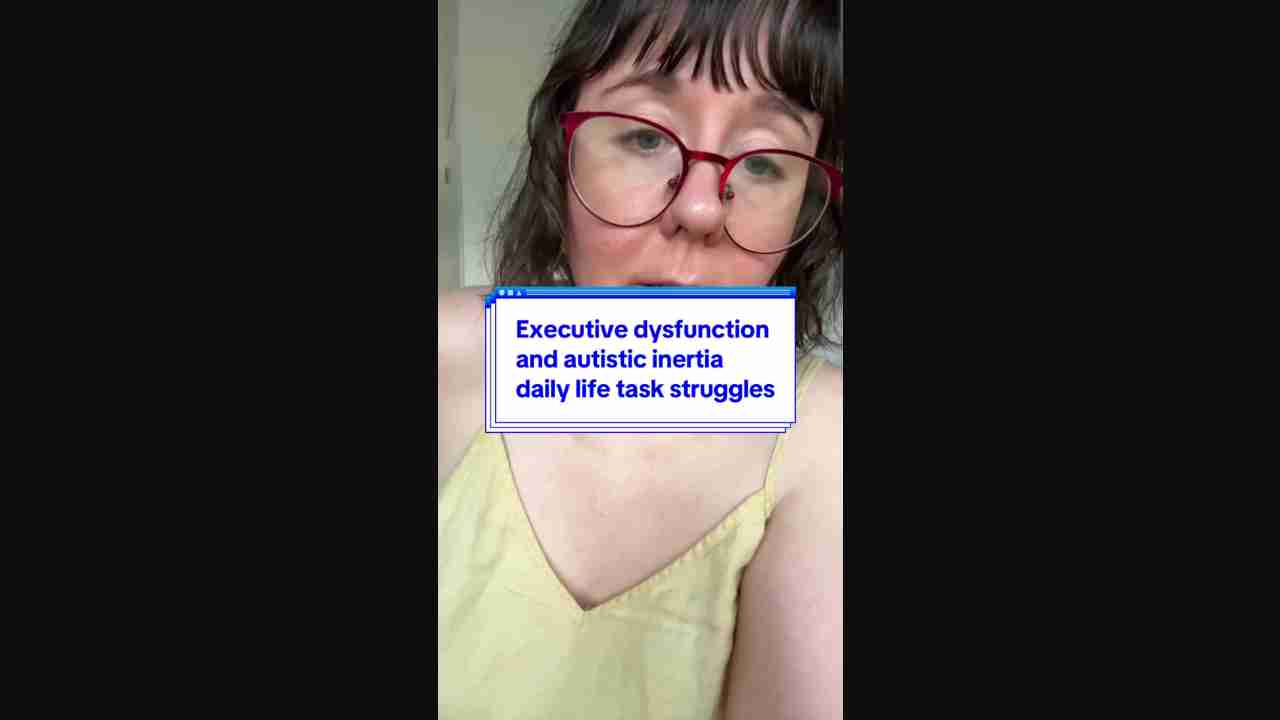 Executive dysfunction
and autistic inertia
daily life task struggles